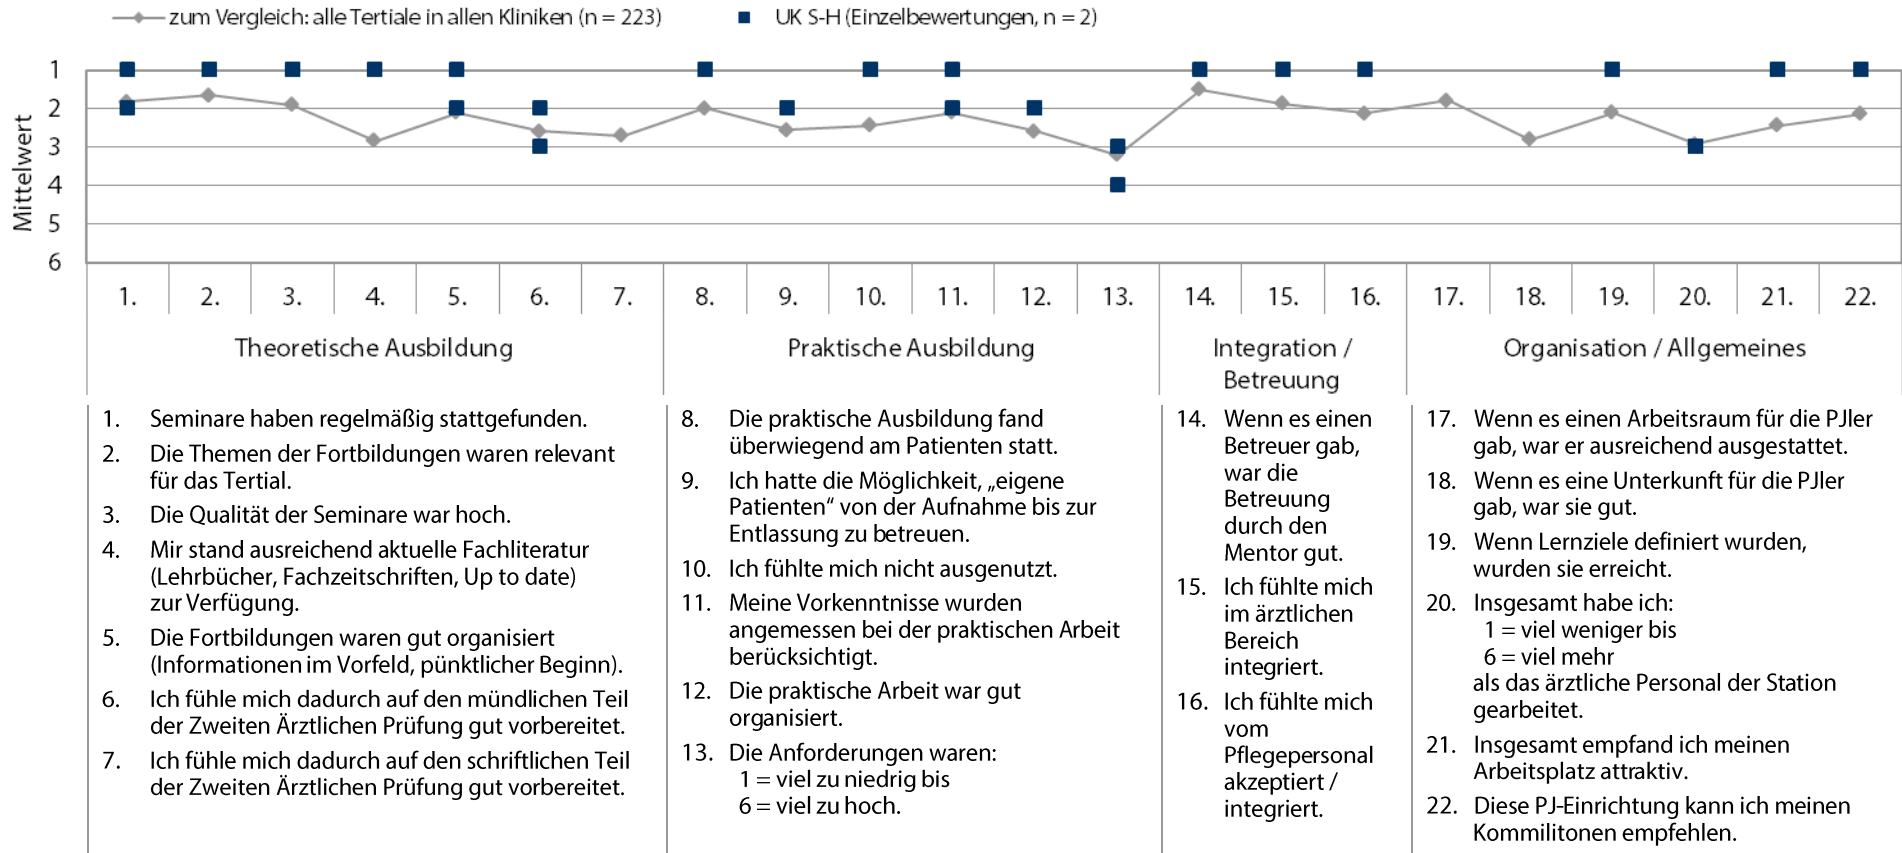 zum Vergleich: alle Tertiale in allen Kliniken (n = 223)
UK S-H (Einzelbewertungen, n = 2)
Mittelwert
1
2
3
4
5
6
1. 2. 3. 4. 5. 6. 7. 8. 9. 10. 11. 12. 13. 14. 15. 16. 17. 18. 19. 20. 21. 22.
Theoretische Ausbildung
Praktische Ausbildung
Integration /
Betreuung
Organisation / Allgemeines
1. Seminare haben regelmäßig stattgefunden.
2. Die Themen der Fortbildungen waren relevant
für das Tertial.
3. Die Qualität der Seminare war hoch.
4. Mir stand ausreichend aktuelle Fachliteratur
(Lehrbücher, Fachzeitschriften, Up to date)
zur Verfügung.
5. Die Fortbildungen waren gut organisiert
(Informationen im Vorfeld, pünktlicher Beginn).
6. Ich fühle mich dadurch auf den mündlichen Teil
der Zweiten Ärztlichen Prüfung gut vorbereitet.
7. Ich fühle mich dadurch auf den schriftlichen Teil
der Zweiten Ärztlichen Prüfung gut vorbereitet.
8. Die praktische Ausbildung fand
überwiegend am Patienten statt.
9. Ich hatte die Möglichkeit, „eigene
Patienten“ von der Aufnahme bis zur
Entlassung zu betreuen.
10. Ich fühlte mich nicht ausgenutzt.
11. Meine Vorkenntnisse wurden
angemessen bei der praktischen Arbeit
berücksichtigt.
12. Die praktische Arbeit war gut
organisiert.
13. Die Anforderungen waren:
1 = viel zu niedrig bis
6 = viel zu hoch.
14. Wenn es einen
Betreuer gab,
war die
Betreuung
durch den
Mentor gut.
15. Ich fühlte mich
im ärztlichen
Bereich
integriert.
16. Ich fühlte mich
vom
Pflegepersonal
akzeptiert /
integriert.
17. Wenn es einen Arbeitsraum für die PJler
gab, war er ausreichend ausgestattet.
18. Wenn es eine Unterkunft für die PJler
gab, war sie gut.
19. Wenn Lernziele definiert wurden,
wurden sie erreicht.
20. Insgesamt habe ich:
1 = viel weniger bis
6 = viel mehr
als das ärztliche Personal der Station
gearbeitet.
21. Insgesamt empfand ich meinen
Arbeitsplatz attraktiv.
22. Diese PJ-Einrichtung kann ich meinen
Kommilitonen empfehlen.